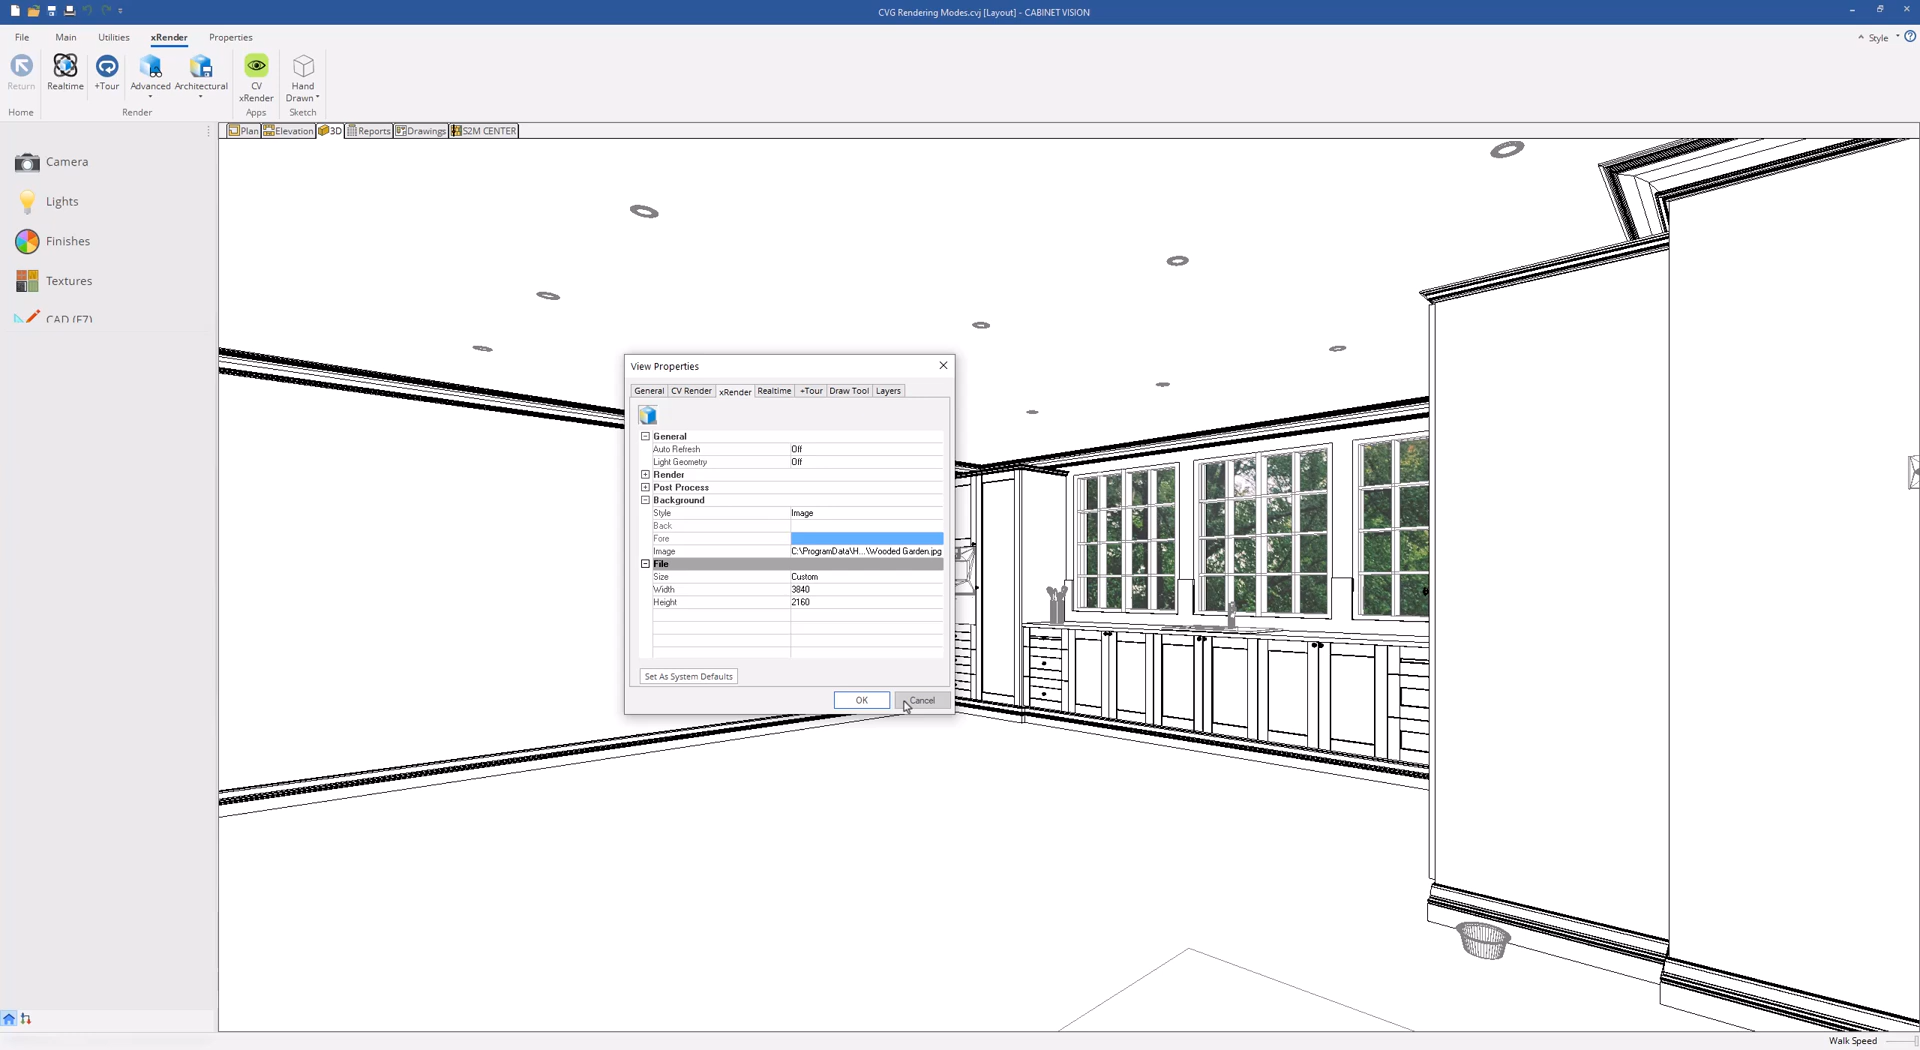 CVG Rendering Modes.cvj [Layout] - CABINET VISION
File Main Utilities xRender Properties
Style
Return Realtime +Tour Advanced Architectural CV xRender Hand Drawn
Home Render Apps Sketch
Plan Elevation 3D Reports Drawings S2M CENTER
Camera
Lights
Finishes
Textures
CAD (F7)
View Properties
General CV Render xRender Realtime +Tour Draw Tool Layers
General
Auto Refresh Off
Light Geometry Off
Render
Post Process
Background
Style Image
Back
Fore
Image C:\ProgramData\H...\Wooded Garden.jpg
File
Size Custom
Width 3840
Height 2160
Set As System Defaults
OK Cancel
Walk Speed